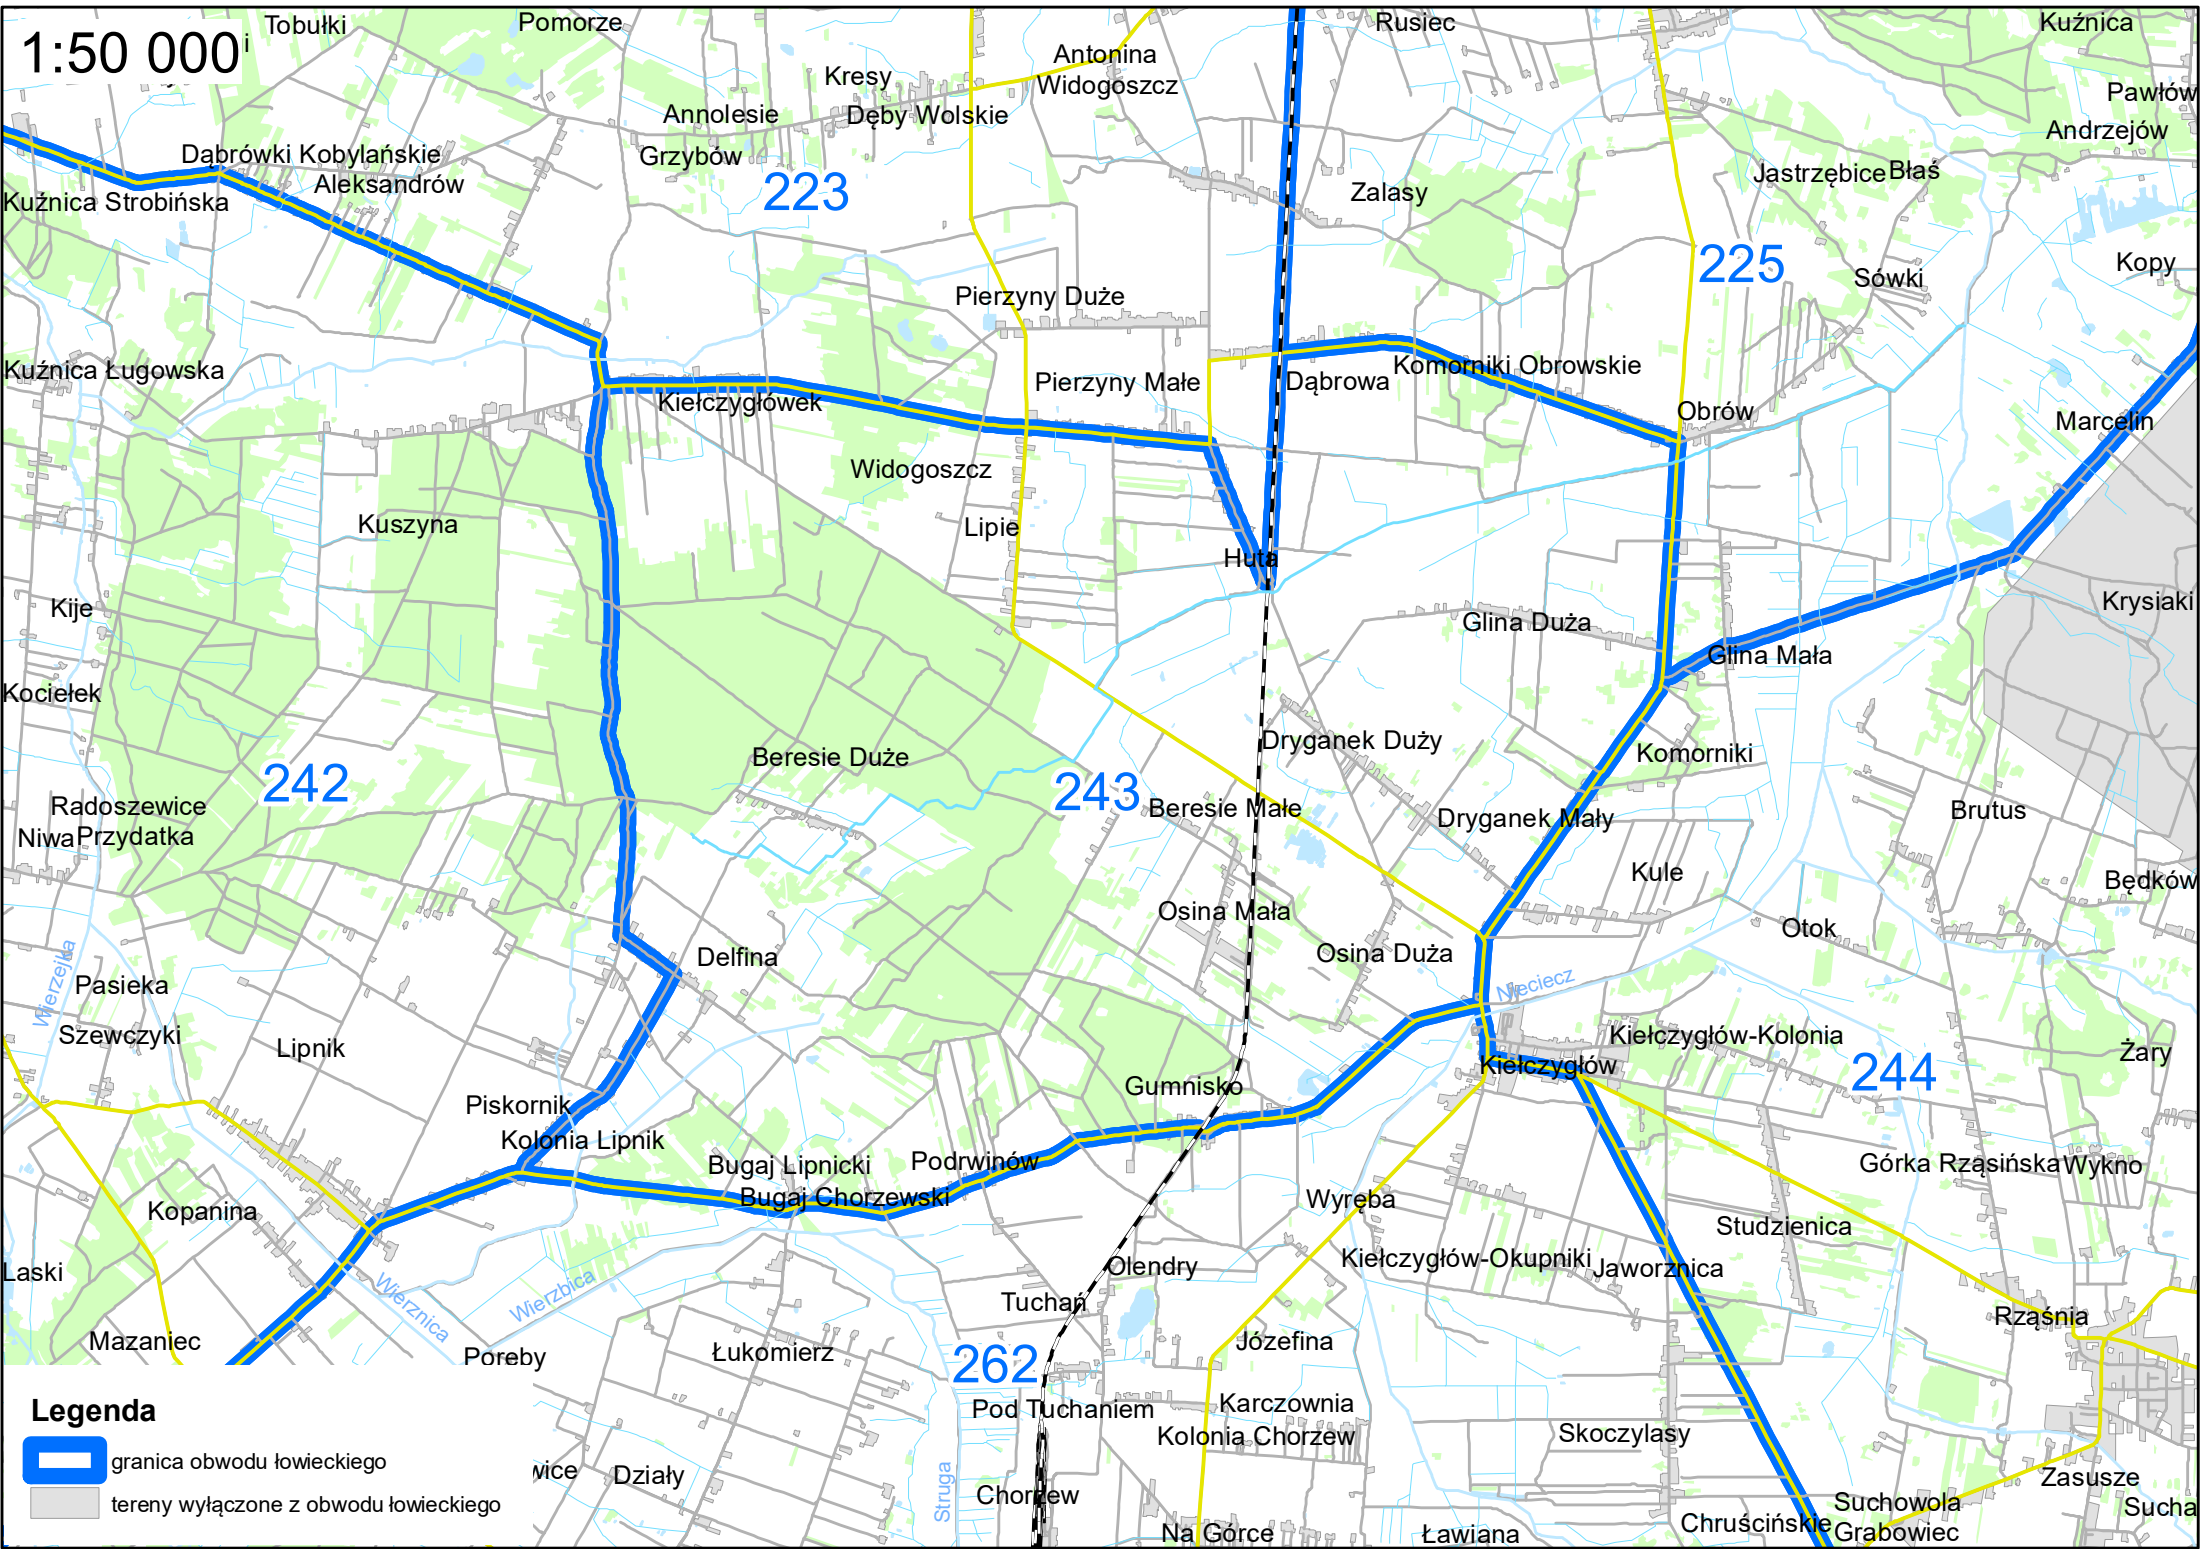 1:50 000
i
Tobułki
Pomorze
Rusiec
Kuźnica
Antonina
Widogoszcz
Kresy
Pawłów
Annolesie
Dęby Wolskie
Andrzejów
Dąbrówki Kobylańskie
Grzybów
Aleksandrów
Jastrzębice
Błaś
223
Zalasy
Kuźnica Strobińska
225
Kopy
Sówki
Pierzyny Duże
Kuźnica Ługowska
Komorniki Obrowskie
Pierzyny Małe
Dąbrowa
Kiełczygłówek
Obrów
Marcelin
Widogoszcz
Kuszyna
Lipie
Huta
Kije
Krysiaki
Glina Duża
Glina Mała
Kociełek
Dryganek Duży
Beresie Duże
Komorniki
242
243
Radoszewice
Beresie Małe
Brutus
Dryganek Mały
Niwa
Przydatka
Kule
Będków
Osina Mała
Otok
Osina Duża
Delfina
Wierzejka
Pasieka
Nieciecz
Szewczyki
Kiełczygłów-Kolonia
Lipnik
Żary
Kiełczygłów
244
Gumnisko
Piskornik
Kolonia Lipnik
Bugaj Lipnicki
Podrwinów
Górka Rząsińska
Wykno
Bugaj Chorzewski
Wyręba
Kopanina
Studzienica
Kiełczygłów-Okupniki
Jaworznica
Laski
Olendry
Wierznica
Wierzbica
Tuchań
Rząśnia
Mazaniec
Józefina
Poreby
Łukomierz
262
Karczownia
Pod Tuchaniem
Kolonia Chorzew
Skoczylasy
Legenda
granica obwodu łowieckiego
tereny wyłączone z obwodu łowieckiego
wice
Działy
Struga
Chorzew
Zasusze
Suchowola
Sucha
Chruścińskie
Grabowiec
Na Górce
Ławiana